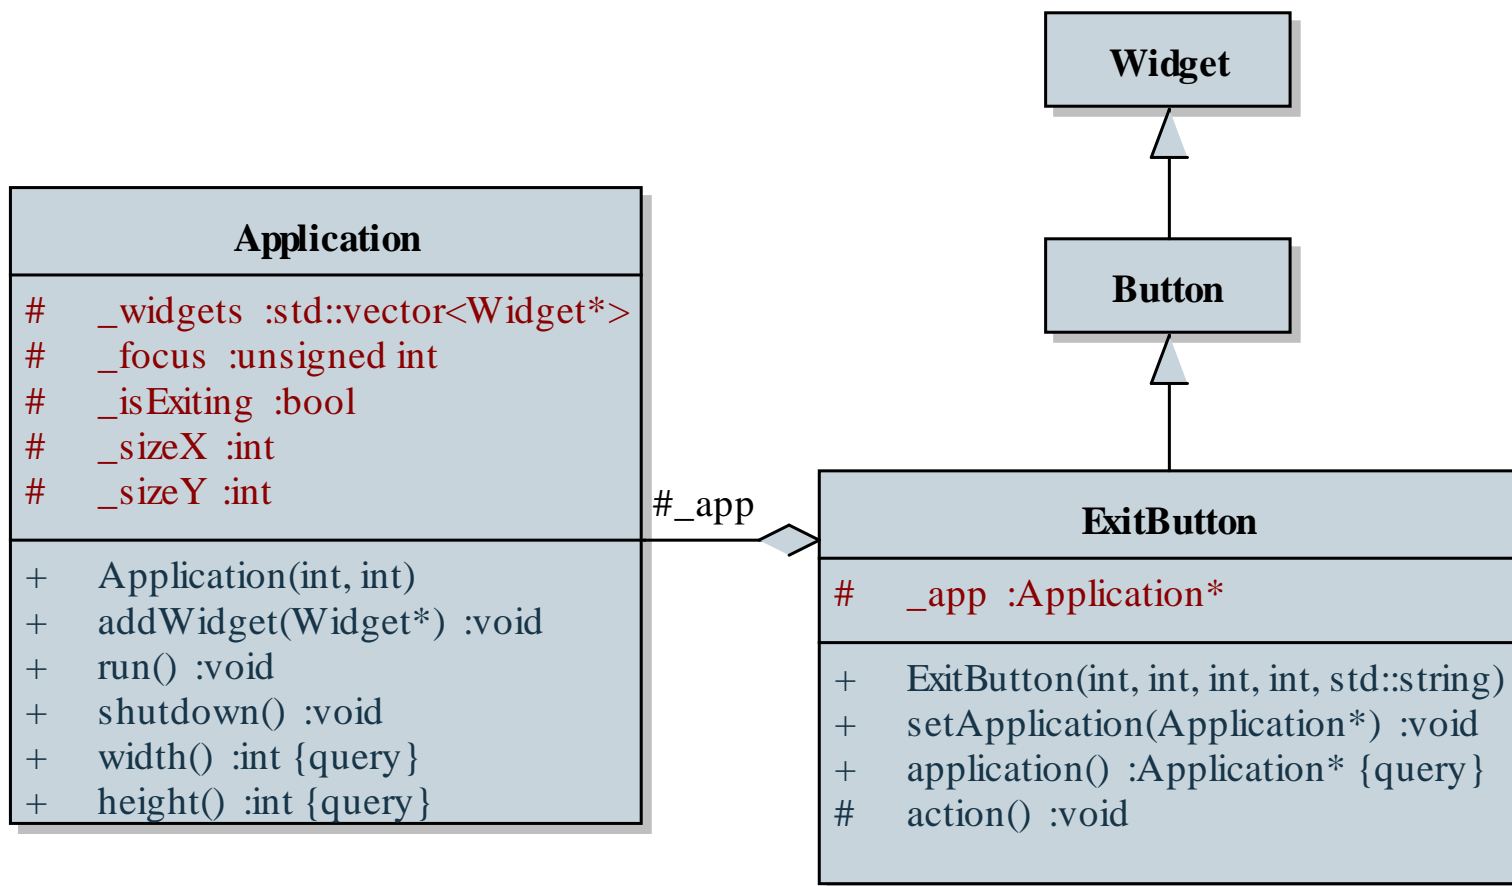 Widget
Button
Application
# _widgets :std::vector<Widget*>
# _focus :unsigned int
# _isExiting :bool
# _sizeX :int
# _sizeY :int
+ Application(int, int)
+ addWidget(Widget*) :void
+ run() :void
+ shutdown() :void
+ width() :int {query}
+ height() :int {query}
#_app
ExitButton
# _app :Application*
+ ExitButton(int, int, int, int, std::string)
+ setApplication(Application*) :void
+ application() :Application* {query}
# action() :void